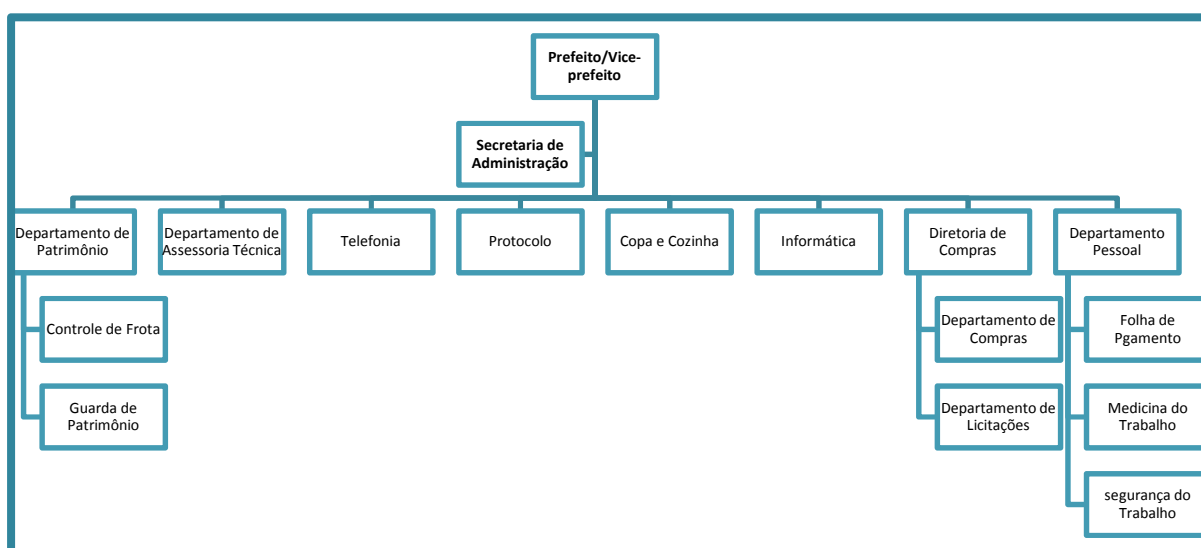 Prefeito/Vice-
prefeito
Secretaria de
Administração
Departamento de
Patrimônio
Departamento de
Assessoria Técnica
Telefonia
Protocolo
Copa e Cozinha
Informática
Diretoria de
Compras
Departamento
Pessoal
Controle de Frota
Guarda de
Patrimônio
Departamento de
Compras
Departamento de
Licitações
Folha de
Pgamento
Medicina do
Trabalho
segurança do
Trabalho